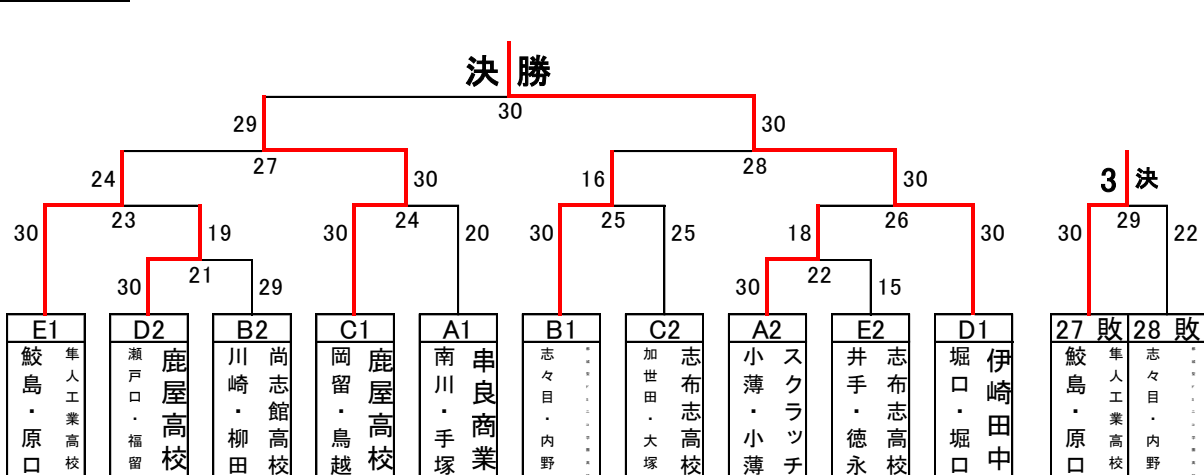 決 勝
30
29
30
27
28
24
30
16
30
3 決
23
24
25
26
29
30
19
30
20
30
25
18
30
30
22
21
22
30
29
30
15
E1
D2
B2
C1
A1
B1
C2
A2
E2
D1
27 敗
28 敗
隼人工業高校
鮫島・原口
鹿屋高校
瀬戸口・福留
尚志館高校
川崎・柳田
鹿屋高校
岡留・鳥越
串良商業
南川・手塚
志々目・内野
志布志高校
加世田・大塚
スクラッチ
小薄・小薄
志布志高校
井手・徳永
伊崎田中
堀口・堀口
隼人工業高校
鮫島・原口
志々目・内野